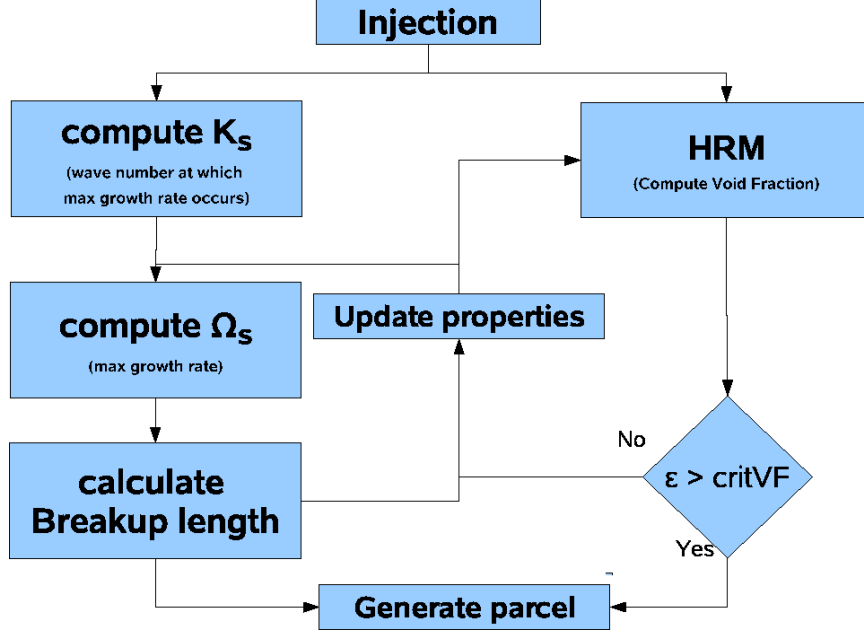 Injection
compute Ks
(wave number at which
max growth rate occurs)
HRM
(Compute Void Fraction)
compute Ωs
(max growth rate)
Update properties
calculate
Breakup length
No
ε > critVF
Yes
Generate parcel